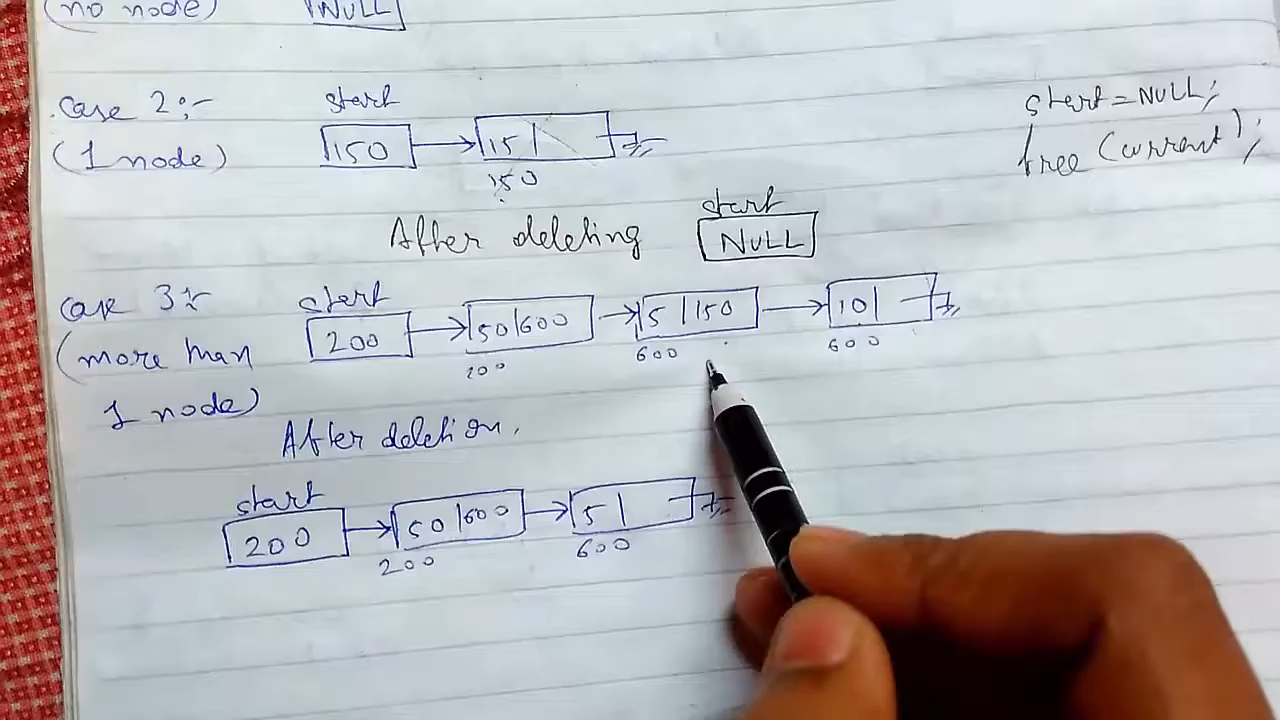 (no node) NULL
case 2:-
start
start=NULL;
(1 node) 150 15 free (current);
150
start
After deleting NULL
case 3:-
start
200 50 600 5 150 10
(more than 200 600 600
1 node)
After deletion.
start
200 50 600 5
200 600